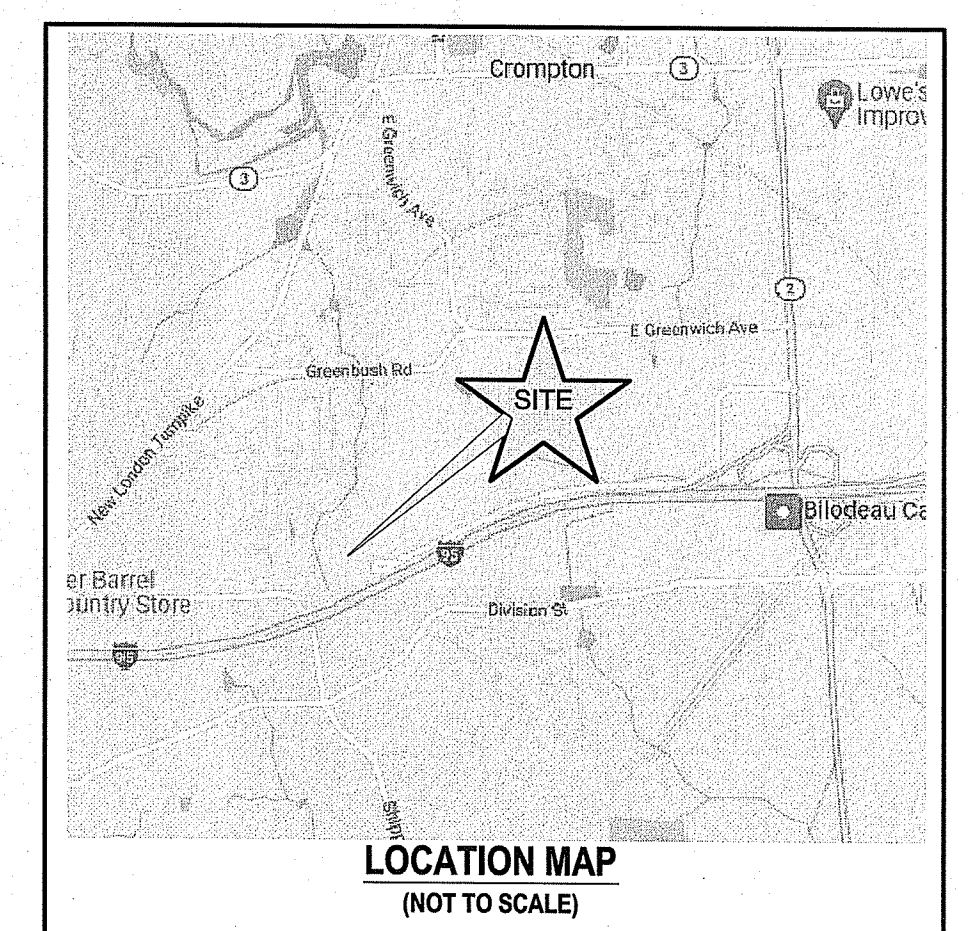 Crompton
3
Lowe's
Improv
E Greenwich Ave
3
2
E Greenwich Ave
Greenbush Rd
SITE
New London Turnpike
Bilodeau Ca
95
er Barrel
ountry Store
Division St
95
LOCATION MAP
(NOT TO SCALE)